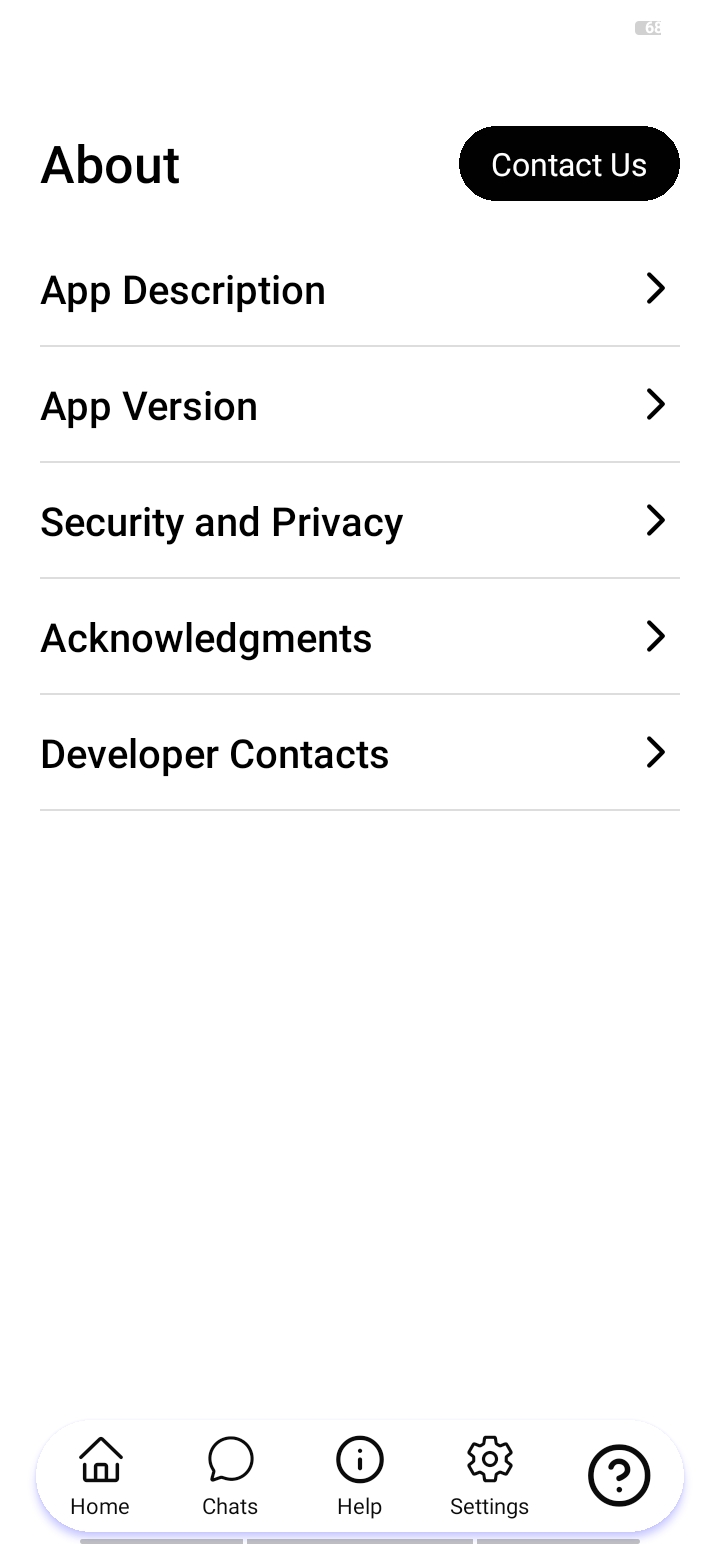 68
About
Contact Us
App Description
App Version
Security and Privacy
Acknowledgments
Developer Contacts
Home
Chats
Help
Settings